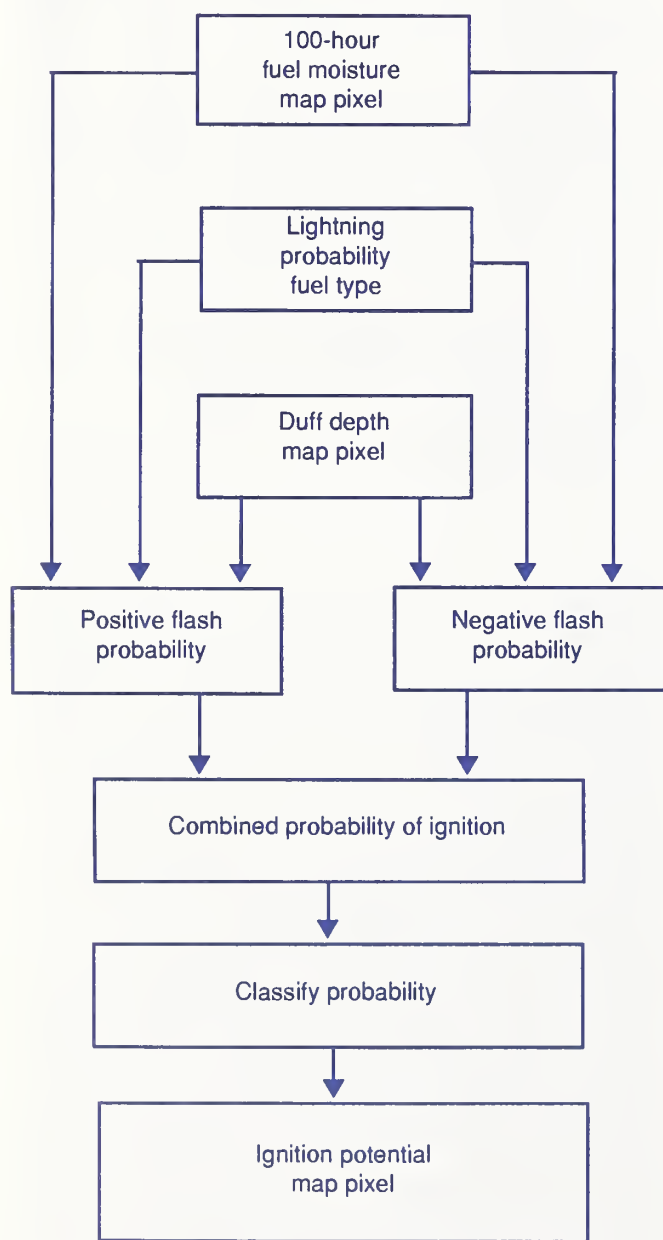 100-hour
fuel moisture
map pixel
Lightning
probability
fuel type
Duff depth
map pixel
Positive flash
probability
Negative flash
probability
Combined probability of ignition
Classify probability
Ignition potential
map pixel